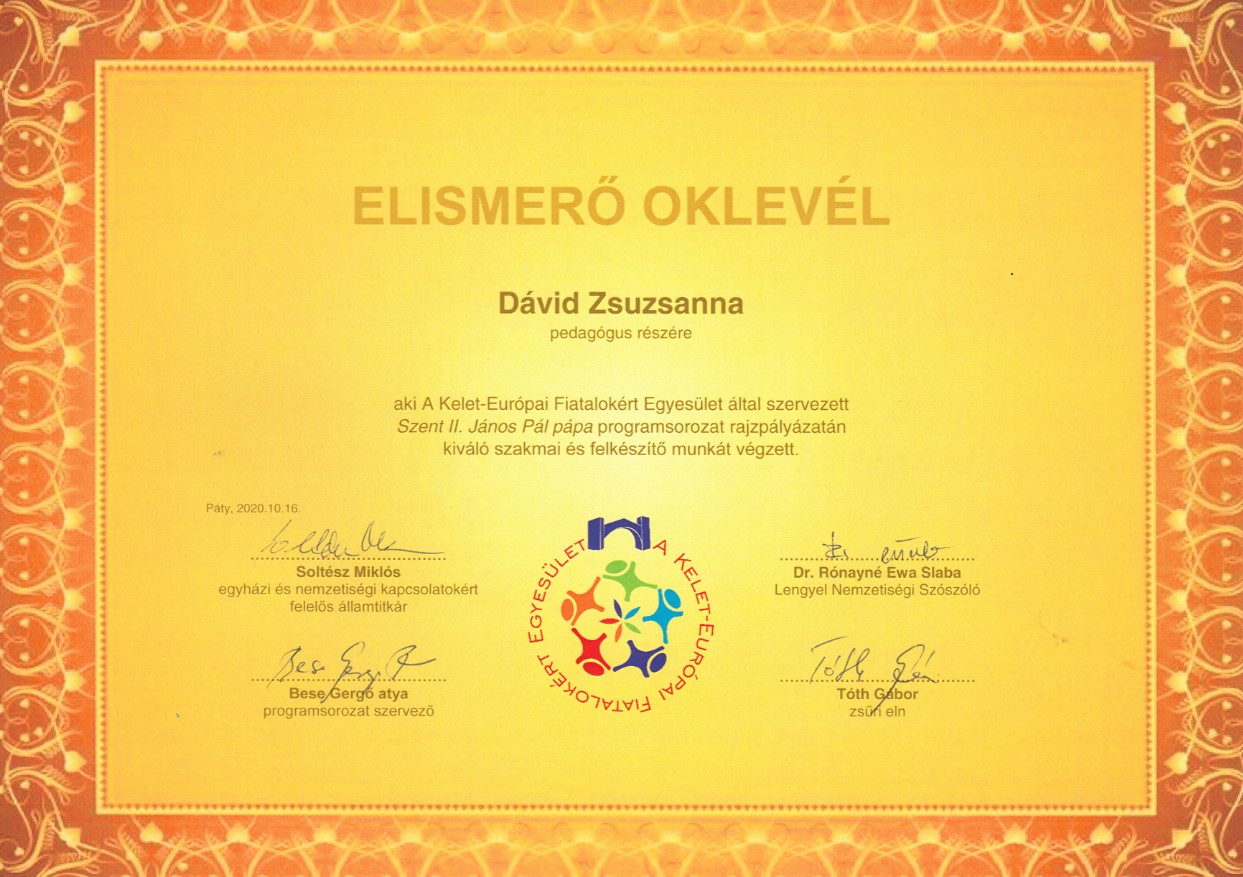 ELISMERŐ OKLEVÉL
Dávid Zsuzsanna
pedagógus részére
aki A Kelet-Európai Fiatalokért Egyesület által szervezett
Szent II. János Pál pápa programsorozat rajzpályázatán
kiváló szakmai és felkészítő munkát végzett.
Páty, 2020.10.16.
Soltész Miklós
egyházi és nemzetiségi kapcsolatokért
felelős államtitkár
Dr. Rónayné Ewa Slaba
Lengyel Nemzetiségi Szószóló
A KELET-EURÓPAI FIATALOKÉRT EGYESÜLET
Bese Gergő atya
programsorozat szervező
Tóth Gábor
Tóth Gábor
zsűri eln